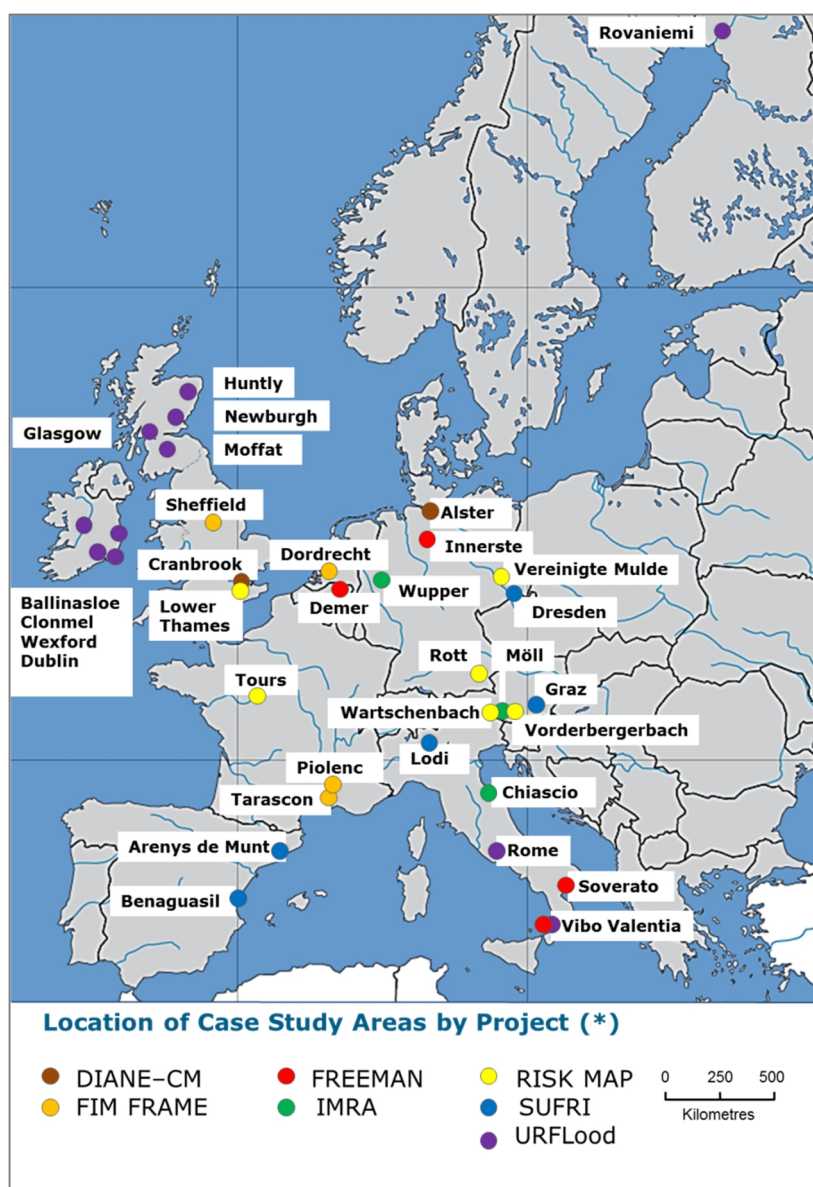 Rovaniemi
Huntly
Newburgh
Glasgow
Moffat
Sheffield
Alster
Innerste
Dordrecht
Cranbrook
Vereinigte Mulde
Wupper
Demer
Dresden
Ballinasloe
Clonmel
Wexford
Dublin
Lower
Thames
Rott
Möll
Tours
Graz
Wartschenbach
Vorderbergerbach
Lodi
Piolenc
Tarascon
Chiascio
Arenys de Munt
Rome
Soverato
Benaguasil
Vibo Valentia
Location of Case Study Areas by Project (*)
DIANE–CM
FIM FRAME
FREEMAN
IMRA
RISK MAP
SUFRI
URFLood
0 250 500
Kilometres